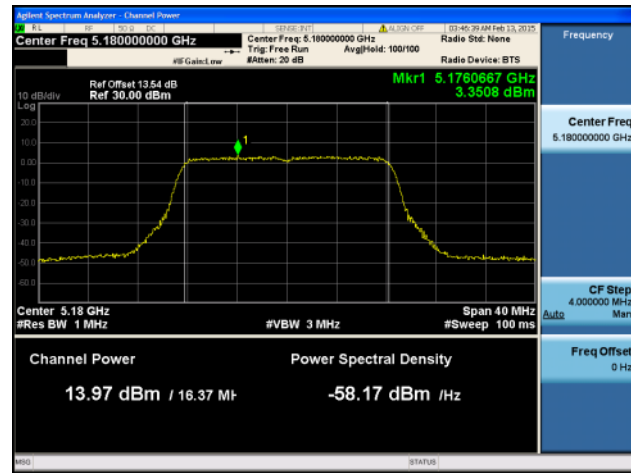 Agilent Spectrum Analyzer - Channel Power
RL RF 50 Ω DC SENSE:INT ALIGN OFF 03:46:39 AM Feb 13, 2015
Center Freq 5.180000000 GHz
Center Freq: 5.180000000 GHz
Radio Std: None
Trig: Free Run Avg|Hold: 100/100
#IFGain:Low #Atten: 20 dB Radio Device: BTS
Ref Offset 13.54 dB
10 dB/div Ref 30.00 dBm
Mkr1 5.1760667 GHz
3.3508 dBm
Log
20.0
10.0
1
0.00
-10.0
-20.0
-30.0
-40.0
-50.0
-60.0
Center 5.18 GHz Span 40 MHz
#Res BW 1 MHz #VBW 3 MHz #Sweep 100 ms
Channel Power Power Spectral Density
13.97 dBm / 16.37 MH -58.17 dBm /Hz
MSG STATUS
Frequency
Center Freq
5.180000000 GHz
CF Step
4.000000 MHz
Auto Man
Freq Offset
0 Hz